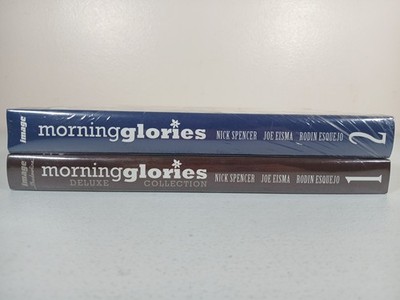 image morningglories NICK SPENCER JOE EISMA RODIN ESQUEJO 2
image morningglories NICK SPENCER JOE EISMA RODIN ESQUEJO 1
DELUXE COLLECTION